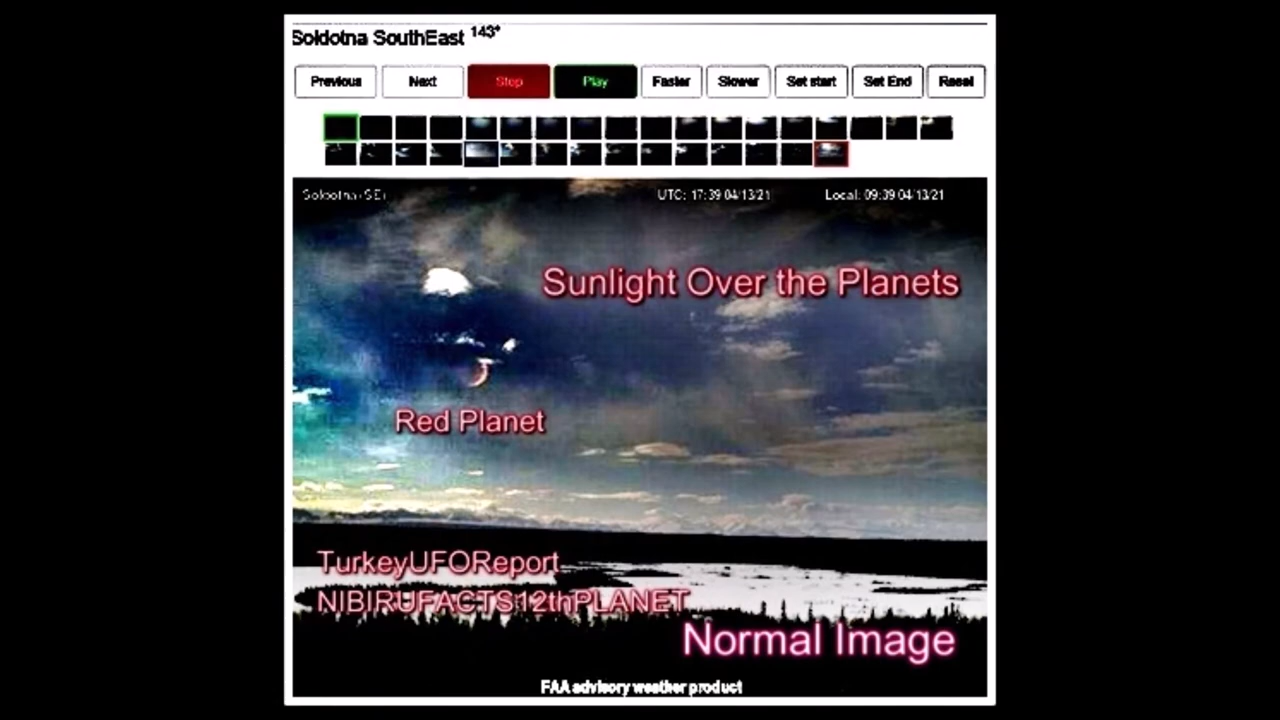 Soldotna SouthEast 143°
Previous Next Stop Play Faster Slower Set start Set End Reset
Soldotna (SE) UTC: 17:39 04/13/21 Local: 09:39 04/13/21
Sunlight Over the Planets
Red Planet
TurkeyUFOReport
NIBIRUFACTS12thPLANET
Normal Image
FAA advisory weather product